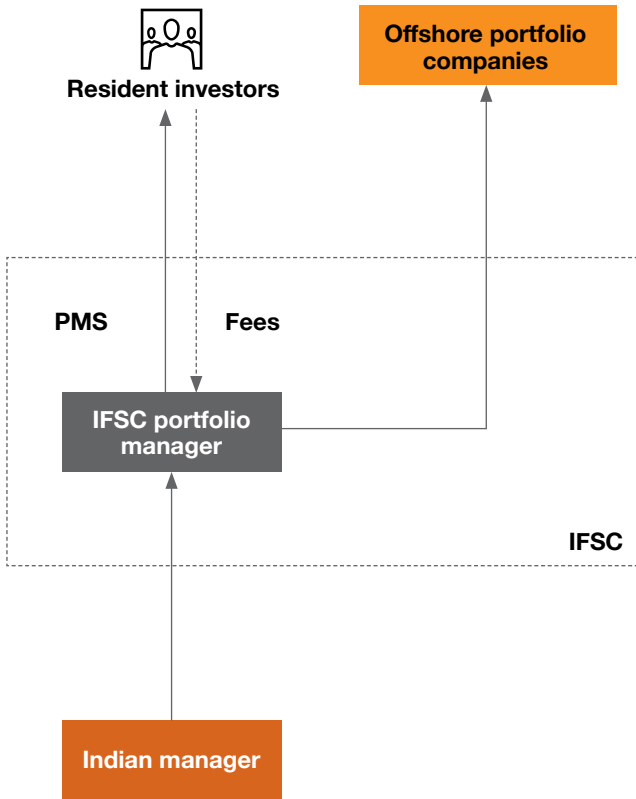 Resident investors
Offshore portfolio
companies
PMS
Fees
IFSC portfolio
manager
IFSC
Indian manager